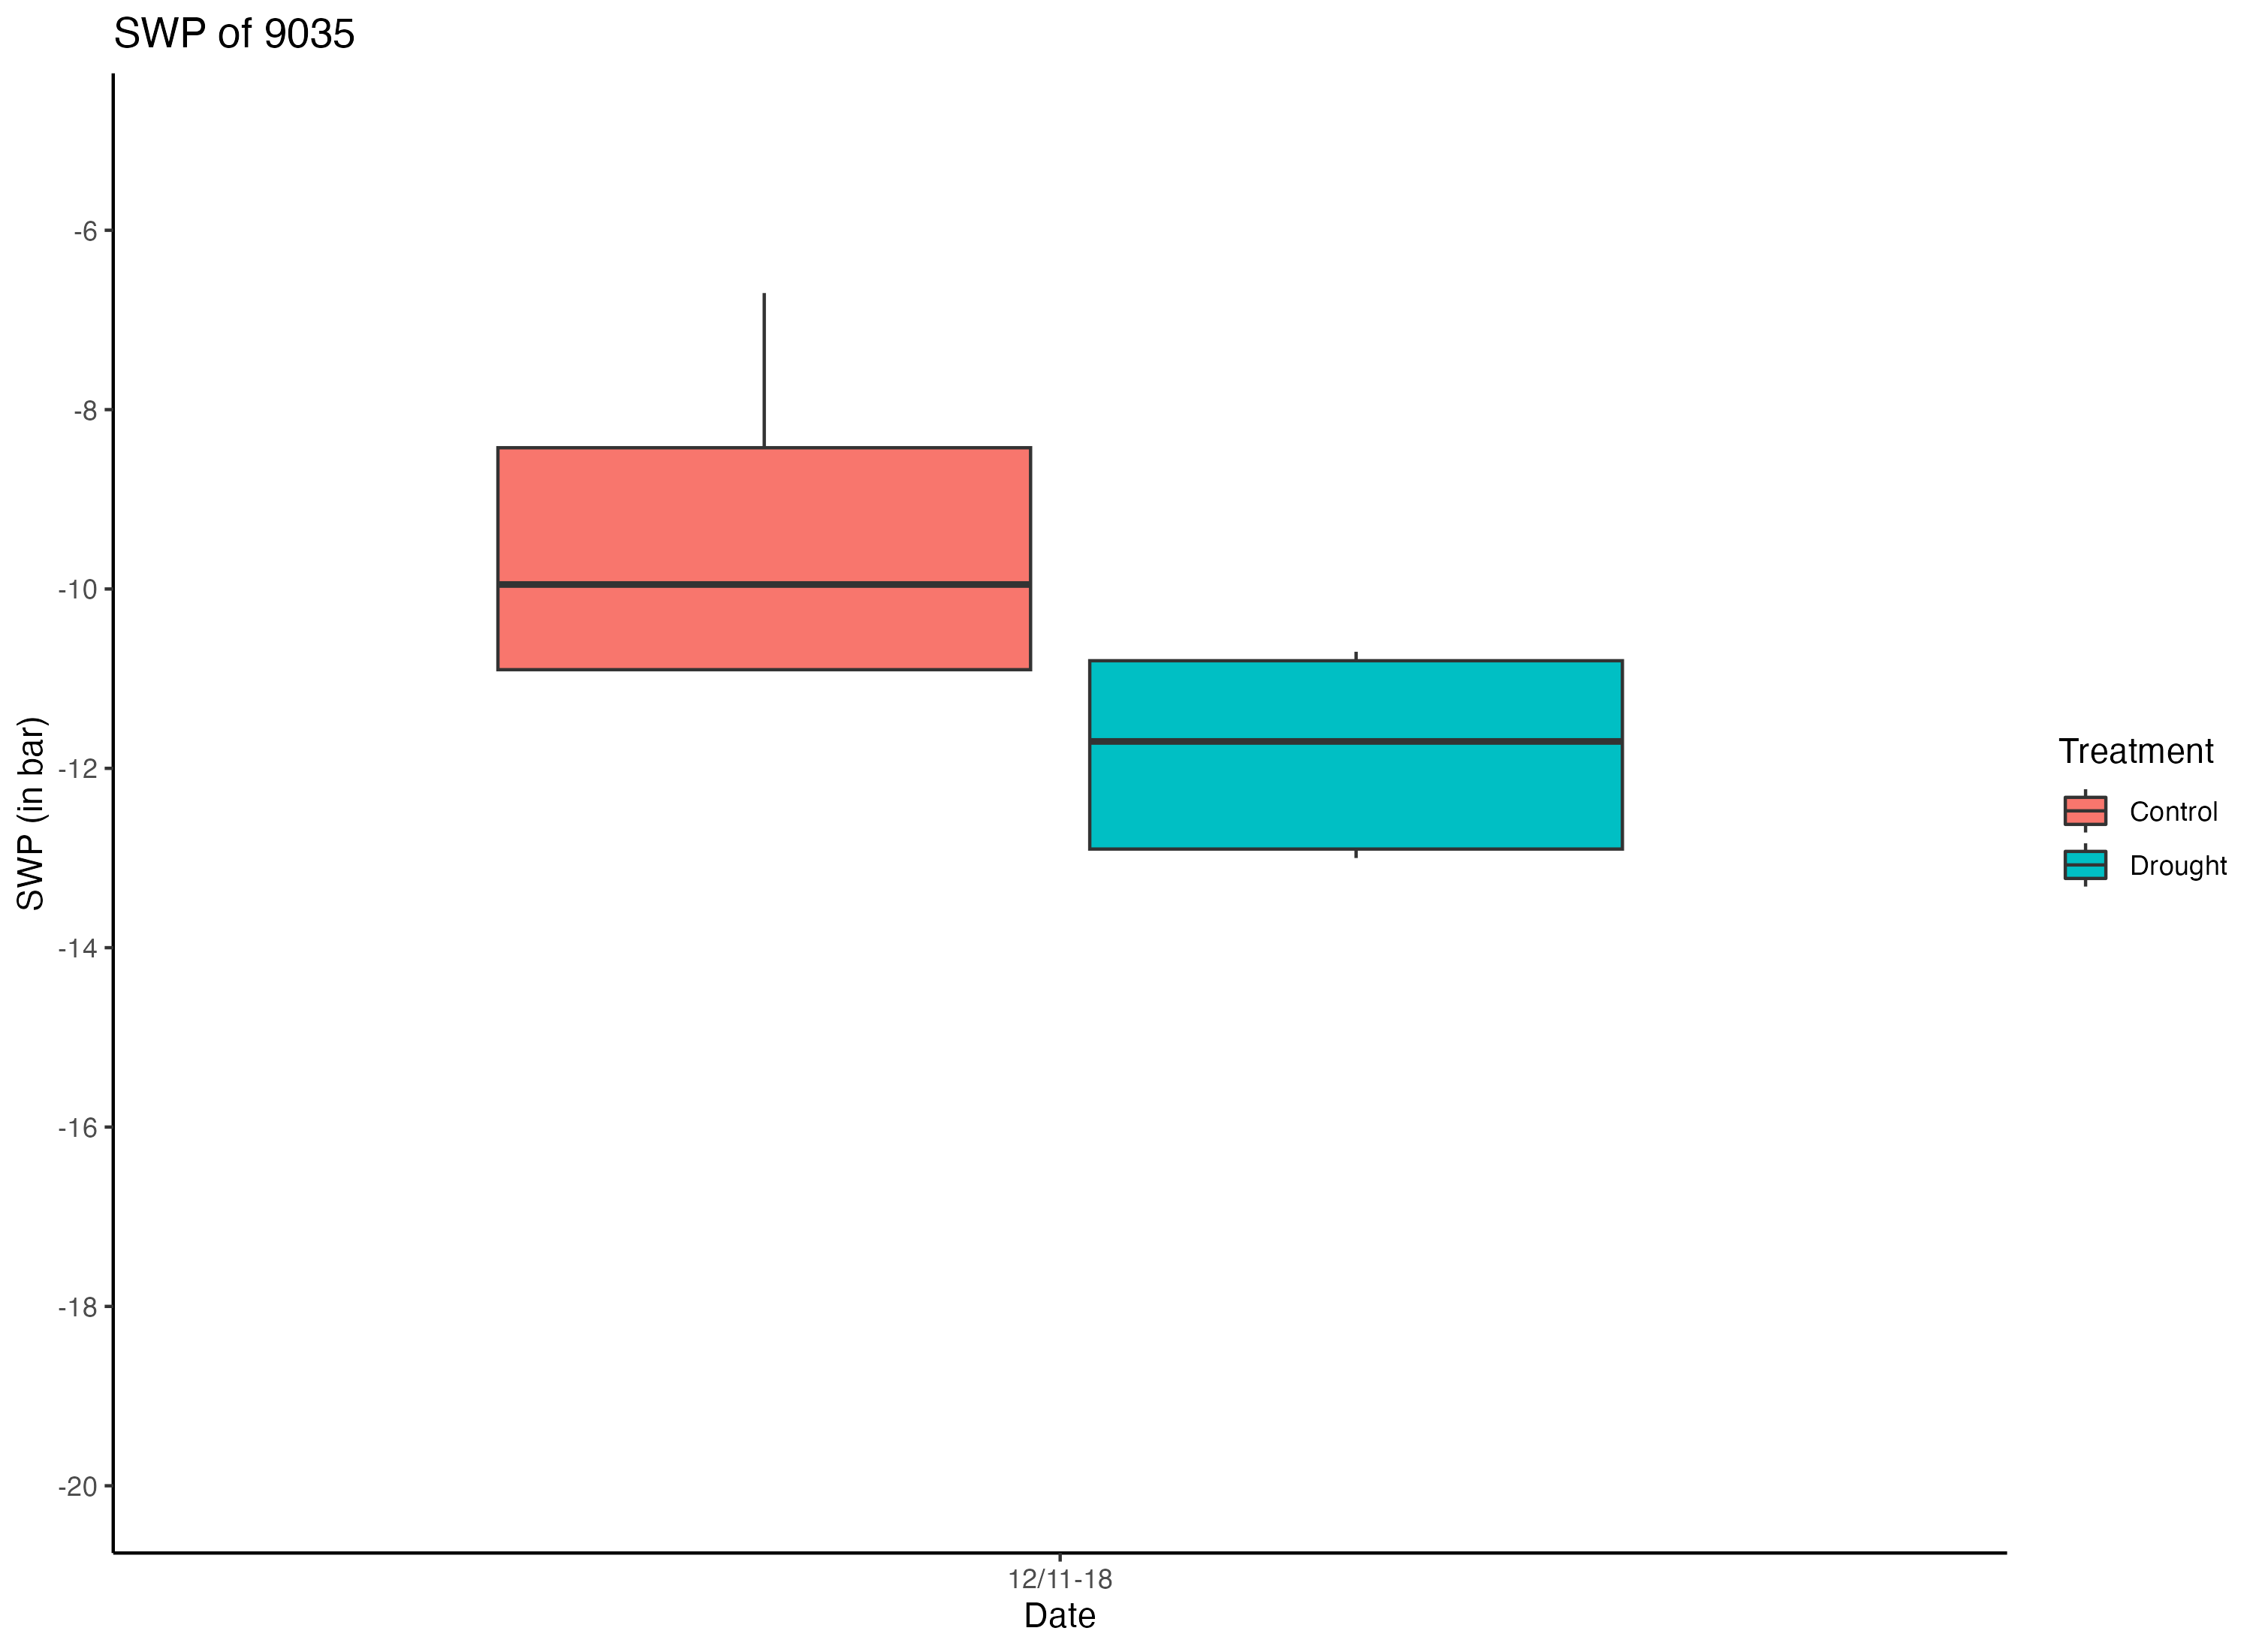 SWP of 9035
SWP (in bar)
-6
-8
-10
-12
-14
-16
-18
-20
12/11-18
Date
Treatment
Control
Drought